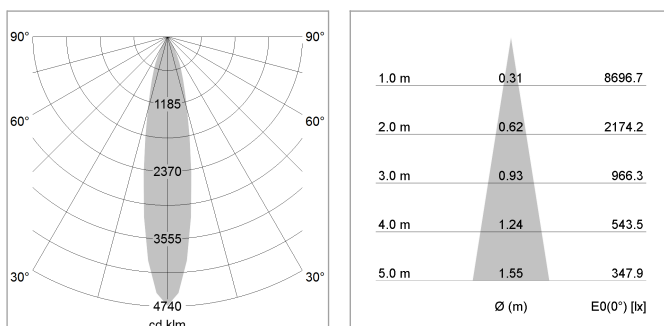 90° 90°
1185
60° 60°
2370
3555
30° 30°
4740
cd klm
1.0 m 0.31 8696.7
2.0 m 0.62 2174.2
3.0 m 0.93 966.3
4.0 m 1.24 543.5
5.0 m 1.55 347.9
Ø (m) E0(0°) [lx]